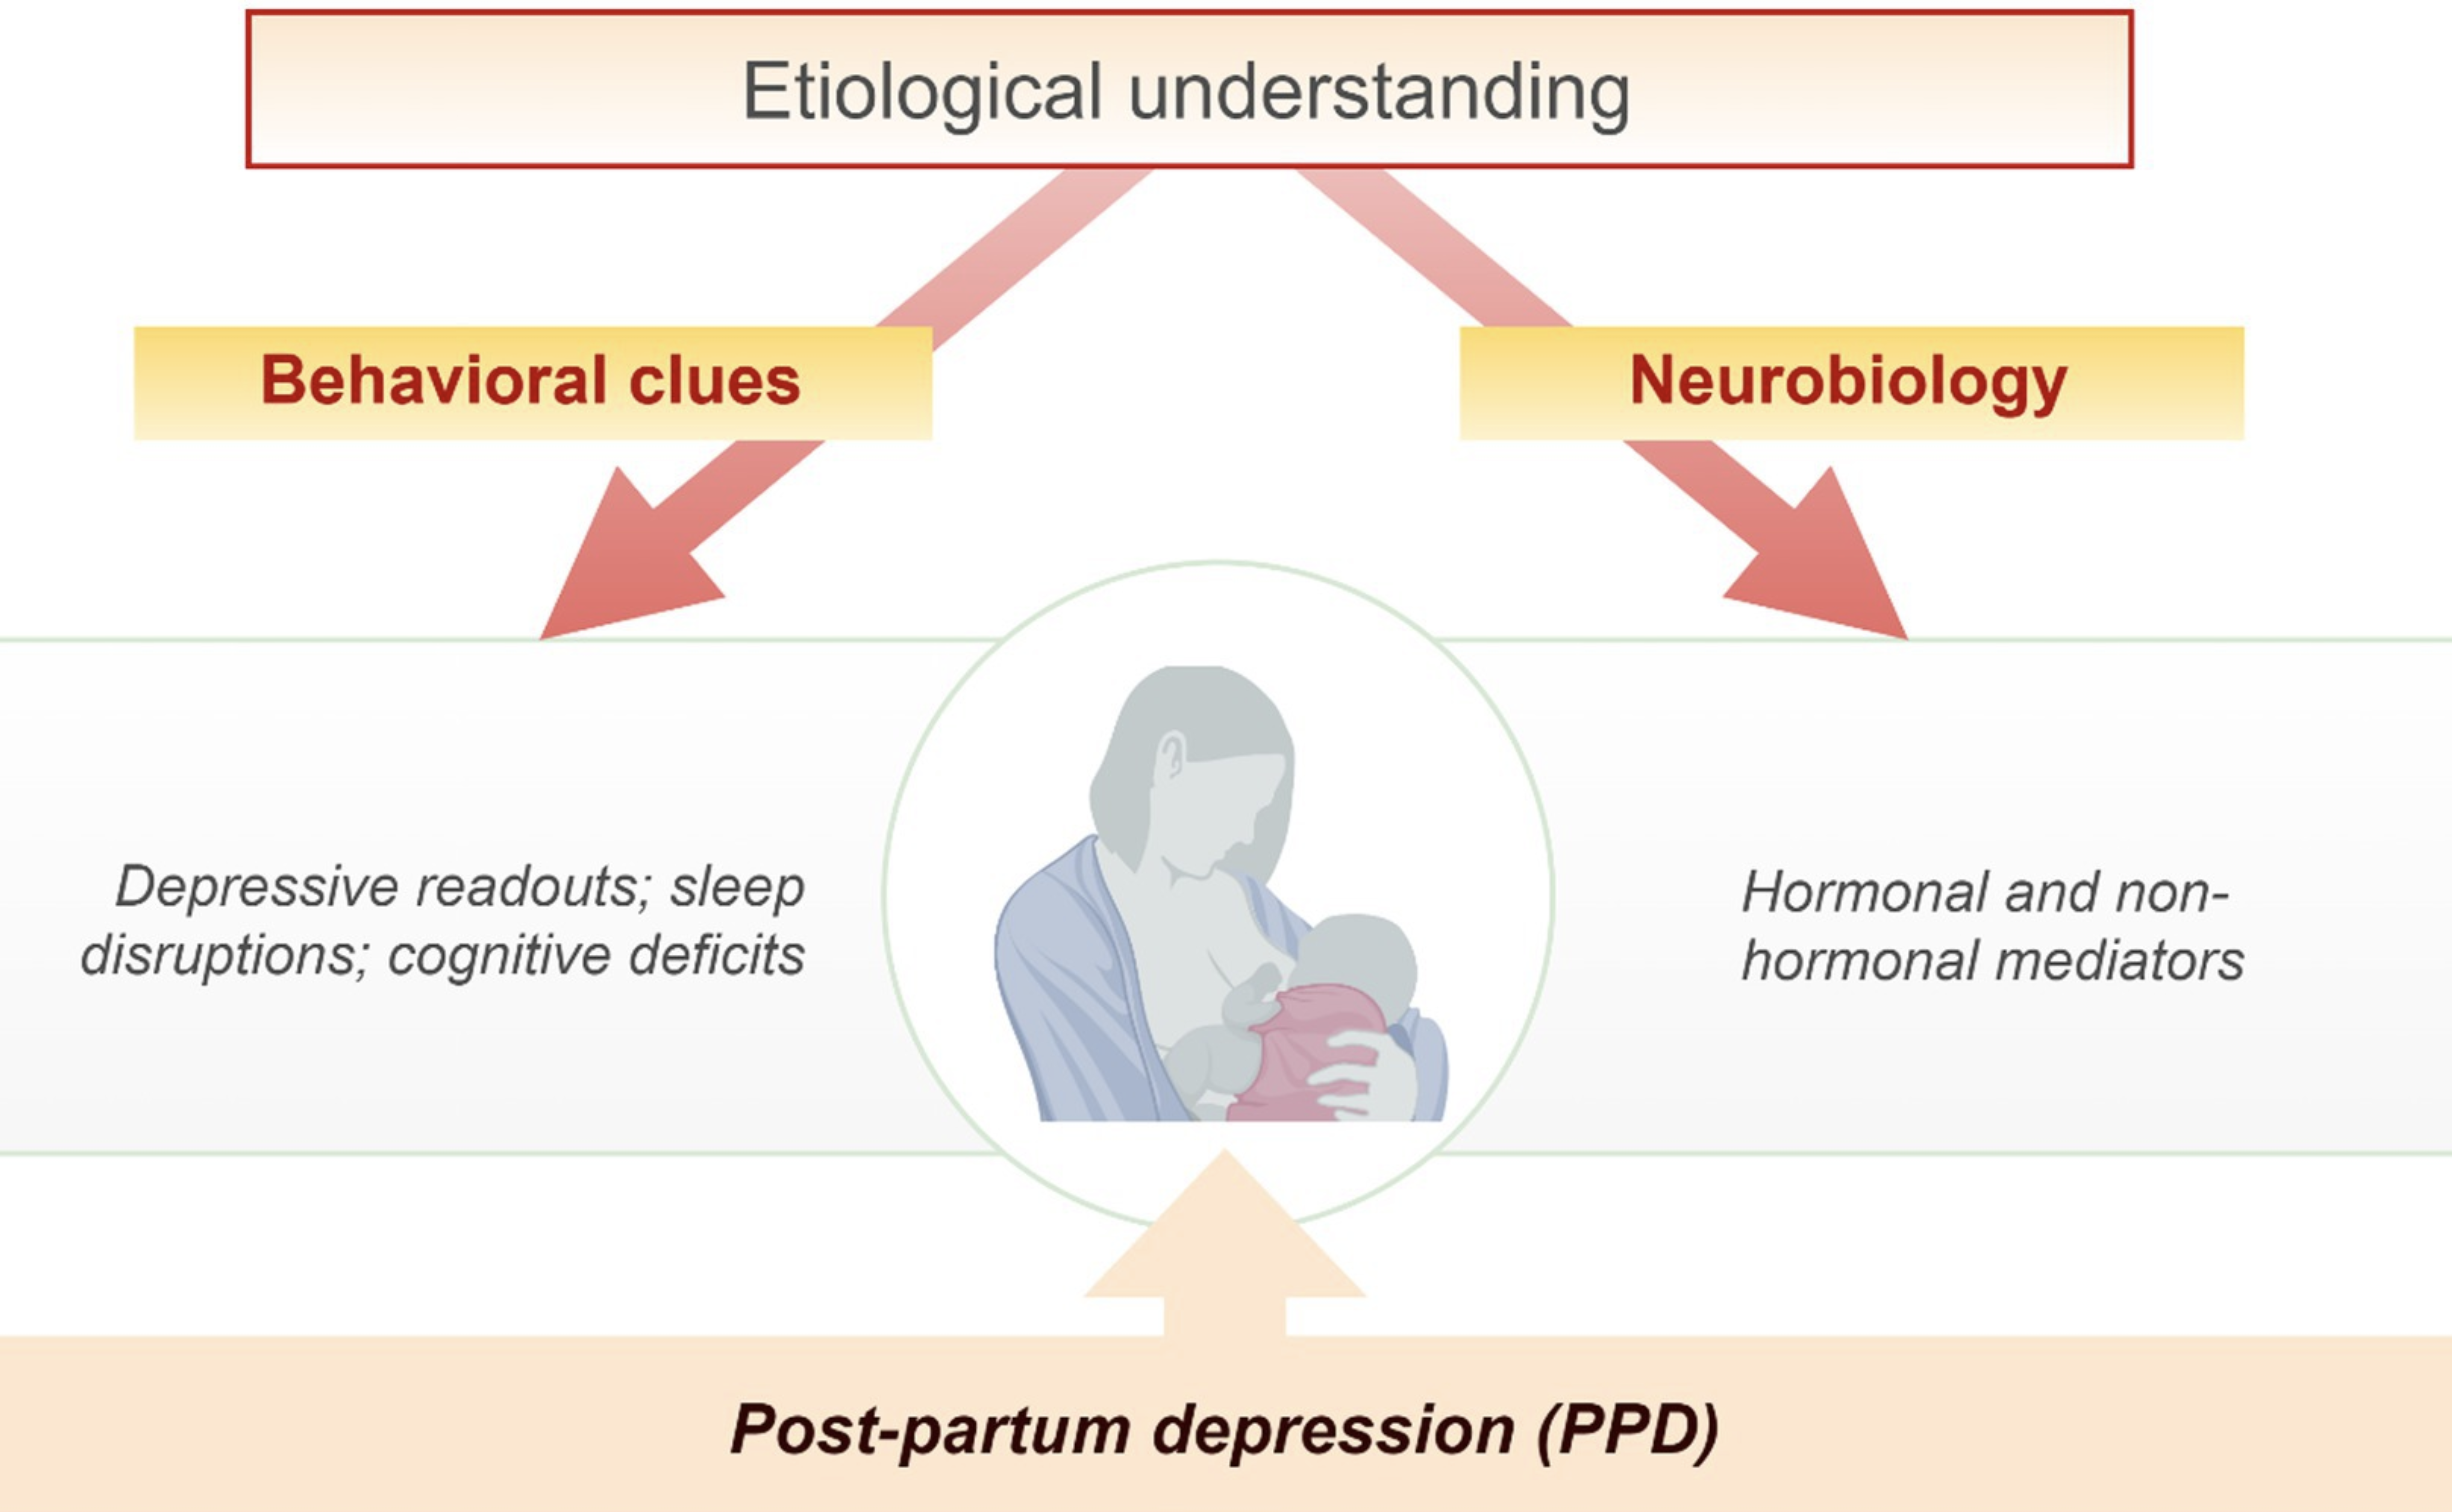 Etiological understanding
Behavioral clues
Neurobiology
Depressive readouts; sleep
disruptions; cognitive deficits
Hormonal and non-
hormonal mediators
Post-partum depression (PPD)